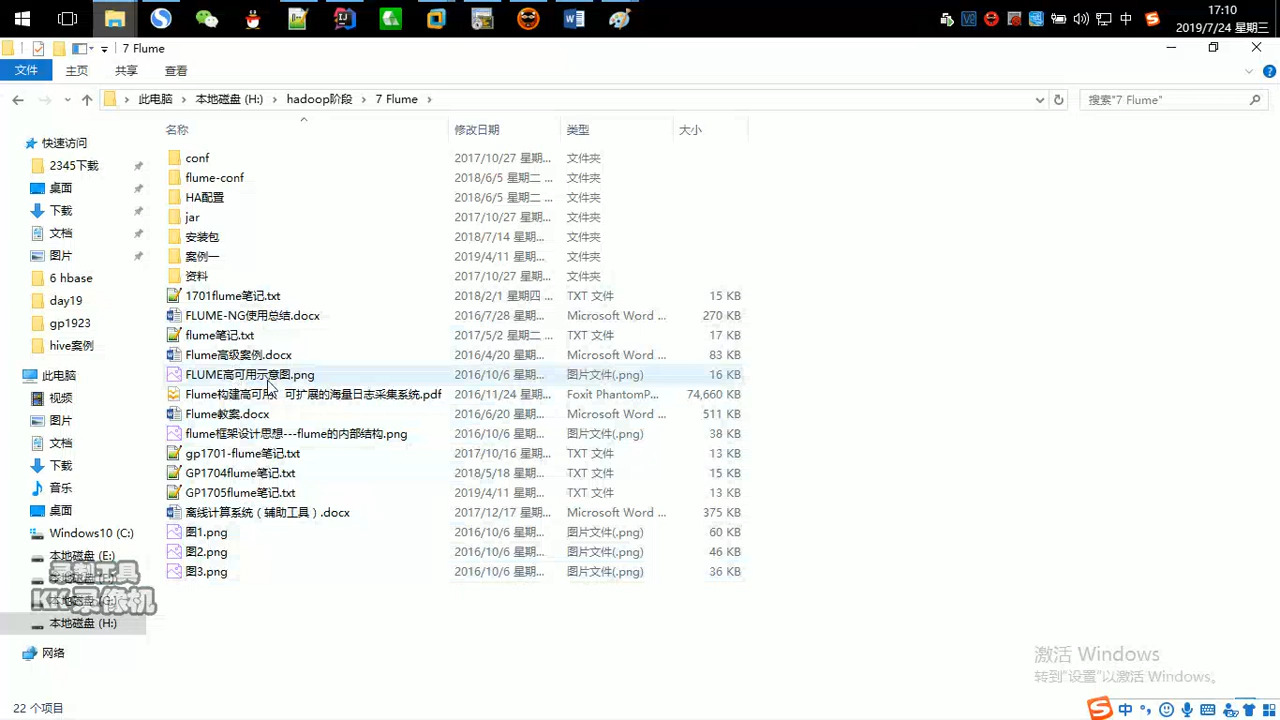 17:10
中
2019/7/24 星期三
7 Flume
文件 主页 共享 查看
此电脑 本地磁盘 (H:) hadoop阶段 7 Flume
搜索"7 Flume"
名称 修改日期 类型 大小
快速访问
2345下载
桌面
下载
文档
图片
6 hbase
day19
gp1923
hive案例
此电脑
视频
图片
文档
下载
音乐
桌面
Windows10 (C:)
本地磁盘 (E:)
本地磁盘 (H:)
网络
conf 2017/10/27 星期... 文件夹
flume-conf 2018/6/5 星期二 ... 文件夹
HA配置 2018/6/5 星期二 ... 文件夹
jar 2017/10/27 星期... 文件夹
安装包 2018/7/14 星期... 文件夹
案例一 2019/4/11 星期... 文件夹
资料 2017/10/27 星期... 文件夹
1701flume笔记.txt 2018/2/1 星期四 ... TXT 文件 15 KB
FLUME-NG使用总结.docx 2016/7/28 星期... Microsoft Word ... 270 KB
flume笔记.txt 2017/5/2 星期二 ... TXT 文件 17 KB
Flume高级案例.docx 2016/4/20 星期... Microsoft Word ... 83 KB
FLUME高可用示意图.png 2016/10/6 星期... 图片文件(.png) 16 KB
Flume构建高可用、可扩展的海量日志采集系统.pdf 2016/11/24 星期... Foxit PhantomP... 74,660 KB
Flume教案.docx 2016/6/20 星期... Microsoft Word ... 511 KB
flume框架设计思想---flume的内部结构.png 2016/10/6 星期... 图片文件(.png) 38 KB
gp1701-flume笔记.txt 2017/10/16 星期... TXT 文件 13 KB
GP1704flume笔记.txt 2018/5/18 星期... TXT 文件 15 KB
GP1705flume笔记.txt 2019/4/11 星期... TXT 文件 13 KB
离线计算系统（辅助工具）.docx 2017/12/17 星期... Microsoft Word ... 375 KB
图1.png 2016/10/6 星期... 图片文件(.png) 60 KB
图2.png 2016/10/6 星期... 图片文件(.png) 46 KB
图3.png 2016/10/6 星期... 图片文件(.png) 36 KB
录制工具
KK录像机
激活 Windows
转到"设置"以激活 Windows。
22 个项目
中